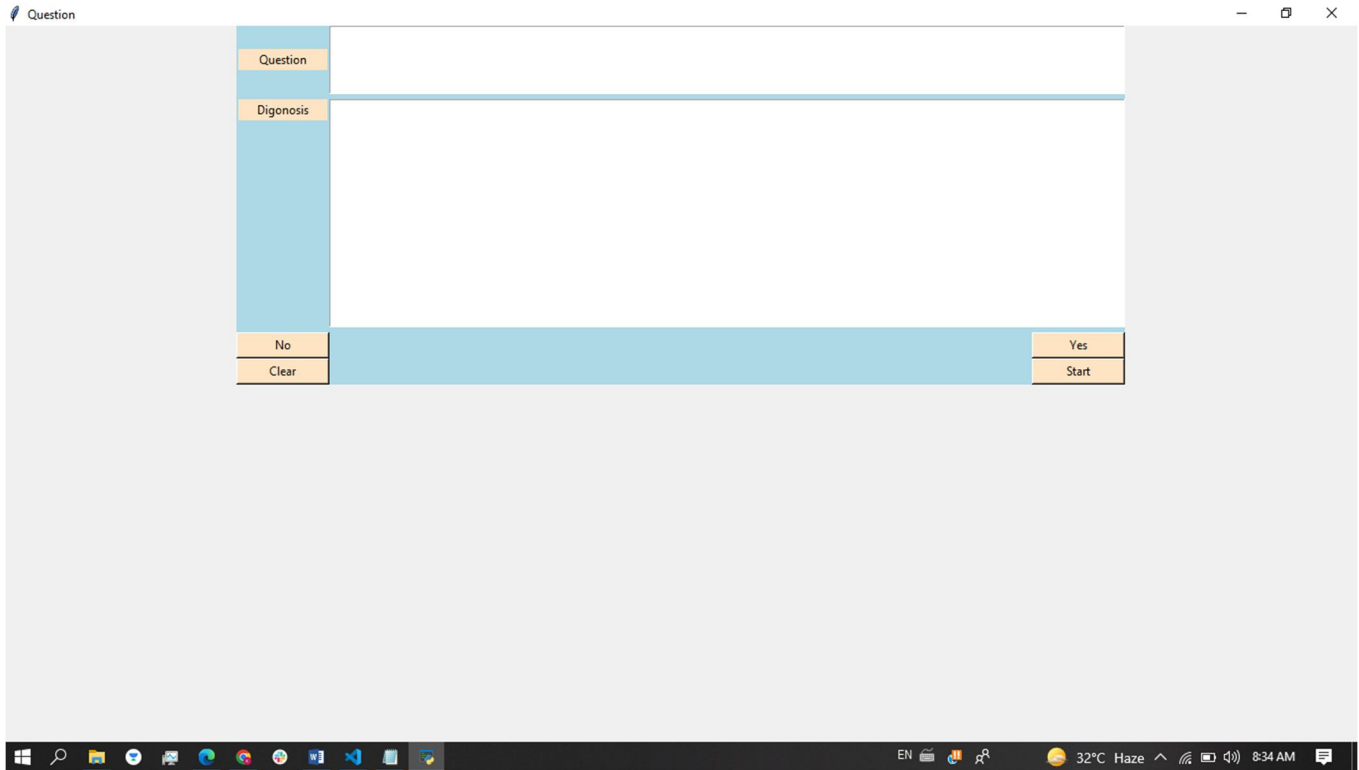 Question
Question
Digonosis
No Yes
Clear Start
EN 32°C Haze 8:34 AM